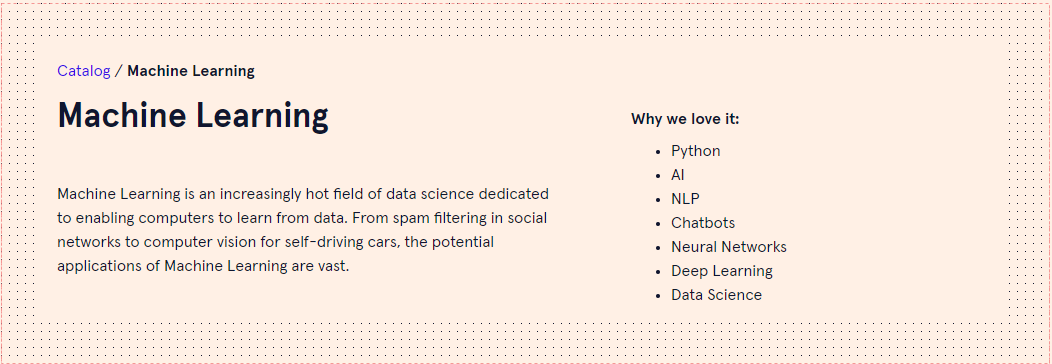 Catalog / Machine Learning
Machine Learning
Machine Learning is an increasingly hot field of data science dedicated
to enabling computers to learn from data. From spam filtering in social
networks to computer vision for self-driving cars, the potential
applications of Machine Learning are vast.
Why we love it:
• Python
• AI
• NLP
• Chatbots
• Neural Networks
• Deep Learning
• Data Science